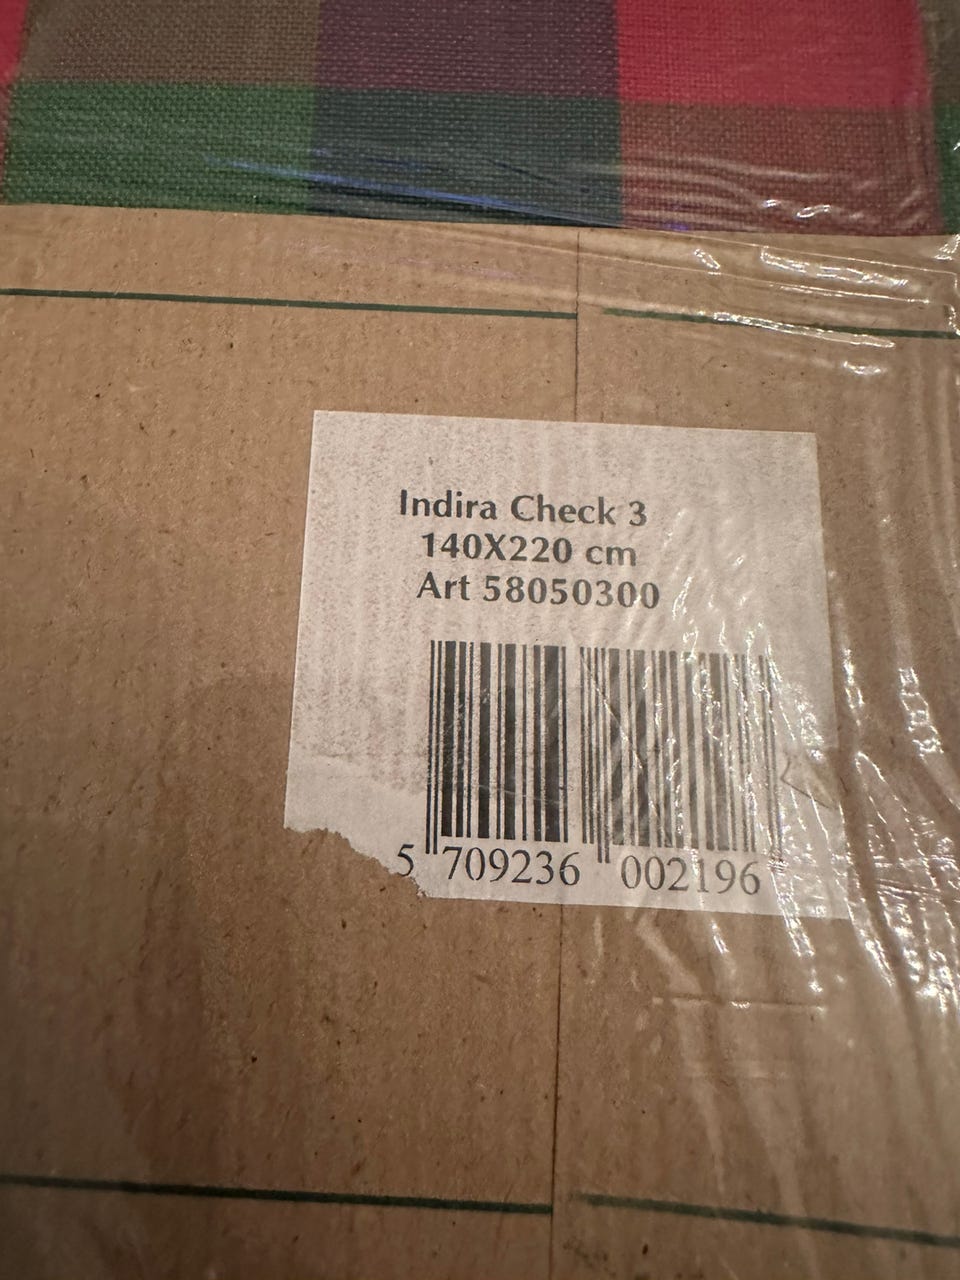 Indira Check 3
140X220 cm
Art 58050300
5 709236 002196